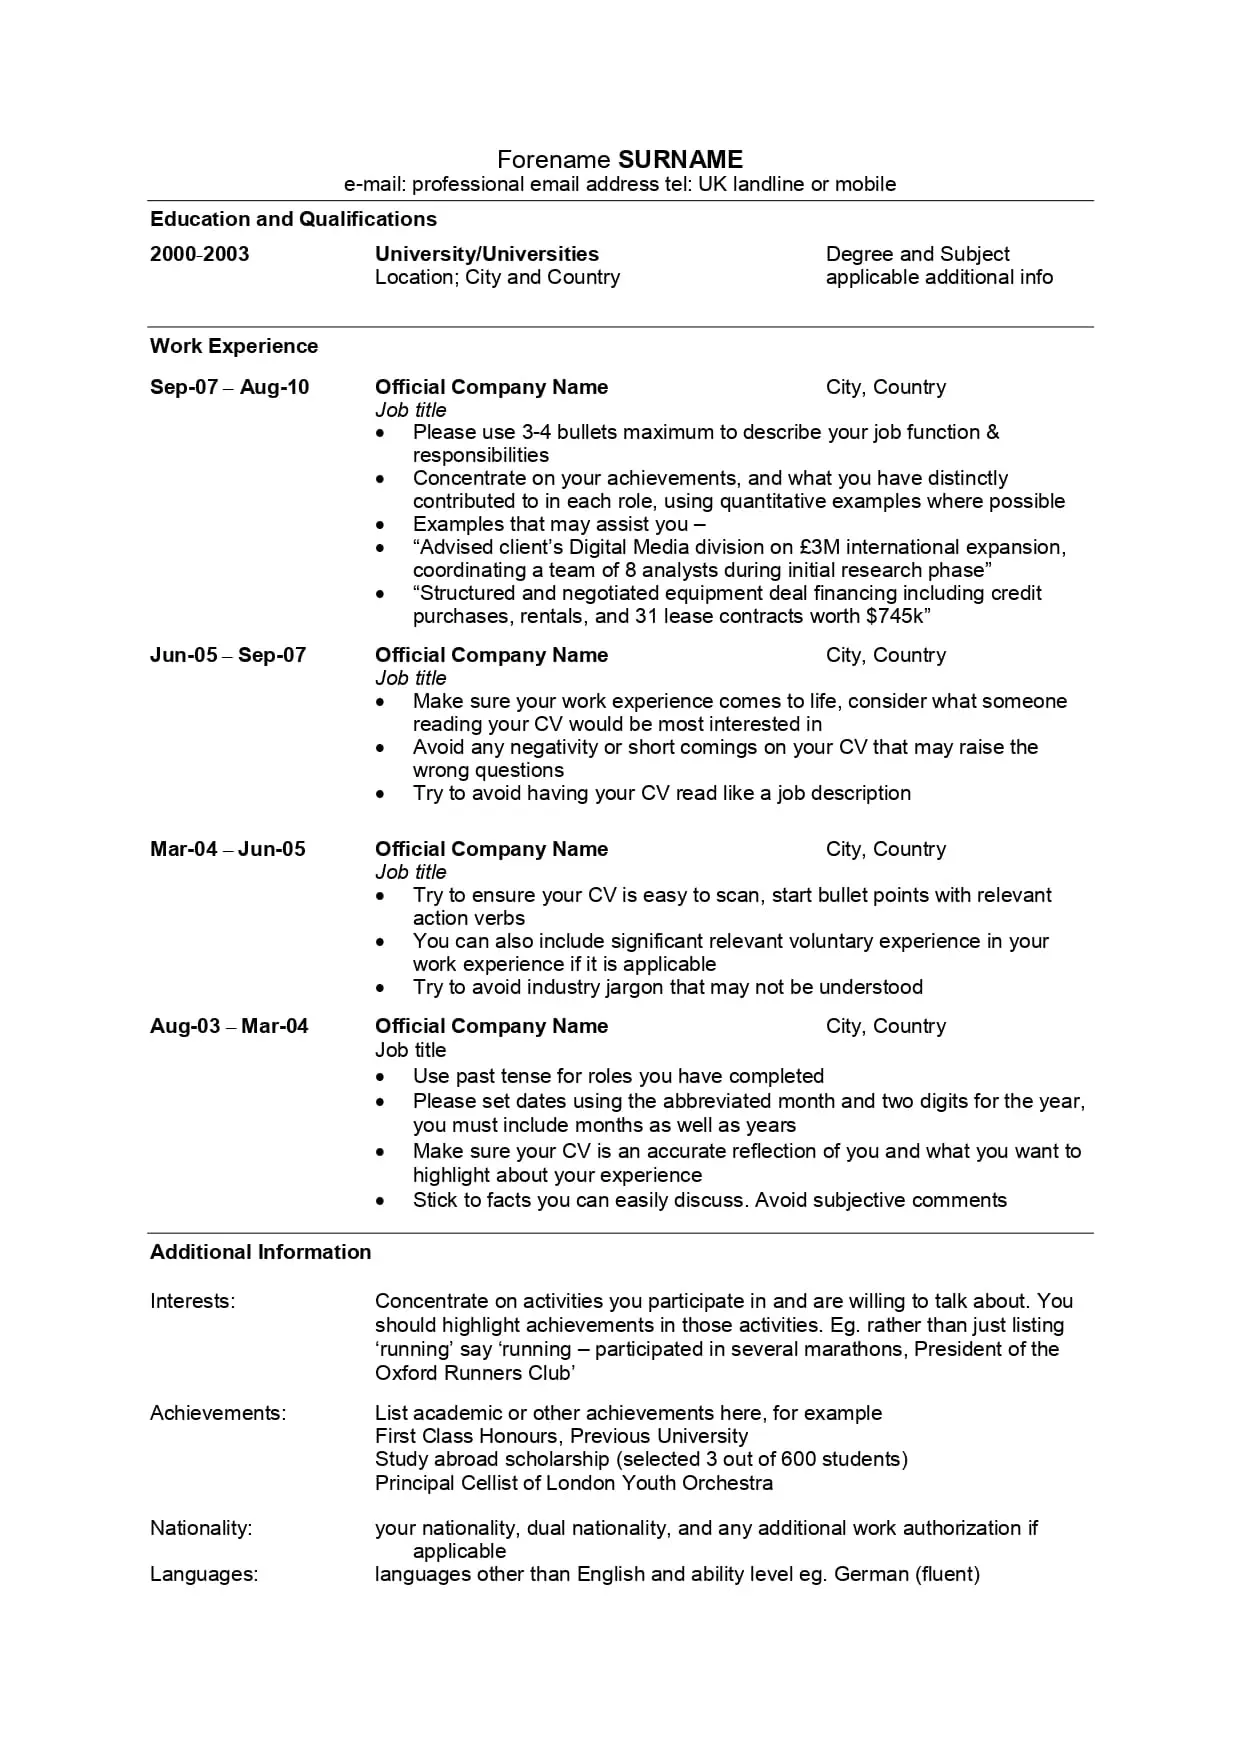 Forename SURNAME
e-mail: professional email address tel: UK landline or mobile
Education and Qualifications
2000-2003 University/Universities Degree and Subject
Location; City and Country applicable additional info
Work Experience
Sep-07 – Aug-10 Official Company Name City, Country
Job title
• Please use 3-4 bullets maximum to describe your job function &
responsibilities
• Concentrate on your achievements, and what you have distinctly
contributed to in each role, using quantitative examples where possible
• Examples that may assist you –
• “Advised client’s Digital Media division on £3M international expansion,
coordinating a team of 8 analysts during initial research phase”
• “Structured and negotiated equipment deal financing including credit
purchases, rentals, and 31 lease contracts worth $745k”
Jun-05 – Sep-07 Official Company Name City, Country
Job title
• Make sure your work experience comes to life, consider what someone
reading your CV would be most interested in
• Avoid any negativity or short comings on your CV that may raise the
wrong questions
• Try to avoid having your CV read like a job description
Mar-04 – Jun-05 Official Company Name City, Country
Job title
• Try to ensure your CV is easy to scan, start bullet points with relevant
action verbs
• You can also include significant relevant voluntary experience in your
work experience if it is applicable
• Try to avoid industry jargon that may not be understood
Aug-03 – Mar-04 Official Company Name City, Country
Job title
• Use past tense for roles you have completed
• Please set dates using the abbreviated month and two digits for the year,
you must include months as well as years
• Make sure your CV is an accurate reflection of you and what you want to
highlight about your experience
• Stick to facts you can easily discuss. Avoid subjective comments
Additional Information
Interests: Concentrate on activities you participate in and are willing to talk about. You
should highlight achievements in those activities. Eg. rather than just listing
‘running’ say ‘running – participated in several marathons, President of the
Oxford Runners Club’
Achievements: List academic or other achievements here, for example
First Class Honours, Previous University
Study abroad scholarship (selected 3 out of 600 students)
Principal Cellist of London Youth Orchestra
Nationality: your nationality, dual nationality, and any additional work authorization if
applicable
Languages: languages other than English and ability level eg. German (fluent)